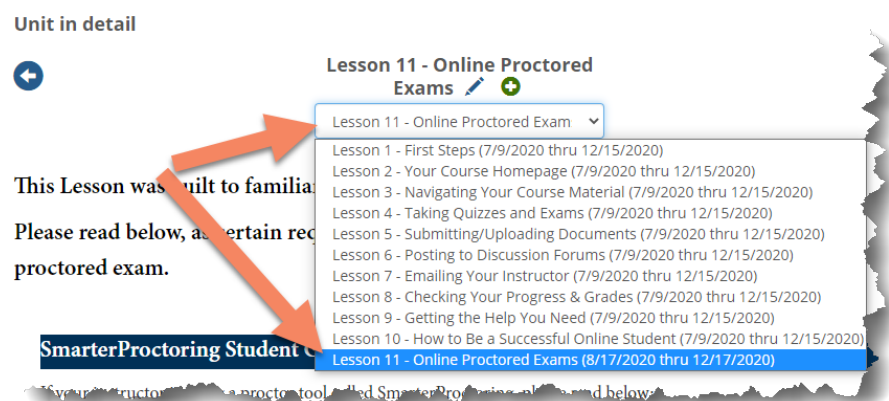 Unit in detail
Lesson 11 - Online Proctored
Exams
Lesson 11 - Online Proctored Exam
Lesson 1 - First Steps (7/9/2020 thru 12/15/2020)
Lesson 2 - Your Course Homepage (7/9/2020 thru 12/15/2020)
Lesson 3 - Navigating Your Course Material (7/9/2020 thru 12/15/2020)
Lesson 4 - Taking Quizzes and Exams (7/9/2020 thru 12/15/2020)
Lesson 5 - Submitting/Uploading Documents (7/9/2020 thru 12/15/2020)
Lesson 6 - Posting to Discussion Forums (7/9/2020 thru 12/15/2020)
Lesson 7 - Emailing Your Instructor (7/9/2020 thru 12/15/2020)
Lesson 8 - Checking Your Progress & Grades (7/9/2020 thru 12/15/2020)
Lesson 9 - Getting the Help You Need (7/9/2020 thru 12/15/2020)
Lesson 10 - How to Be a Successful Online Student (7/9/2020 thru 12/15/2020)
Lesson 11 - Online Proctored Exams (8/17/2020 thru 12/17/2020)
This Lesson was
Please read below, as certain
proctored exam.
SmarterProctoring Student
proctor tool called SmarterProctoring, please read below: